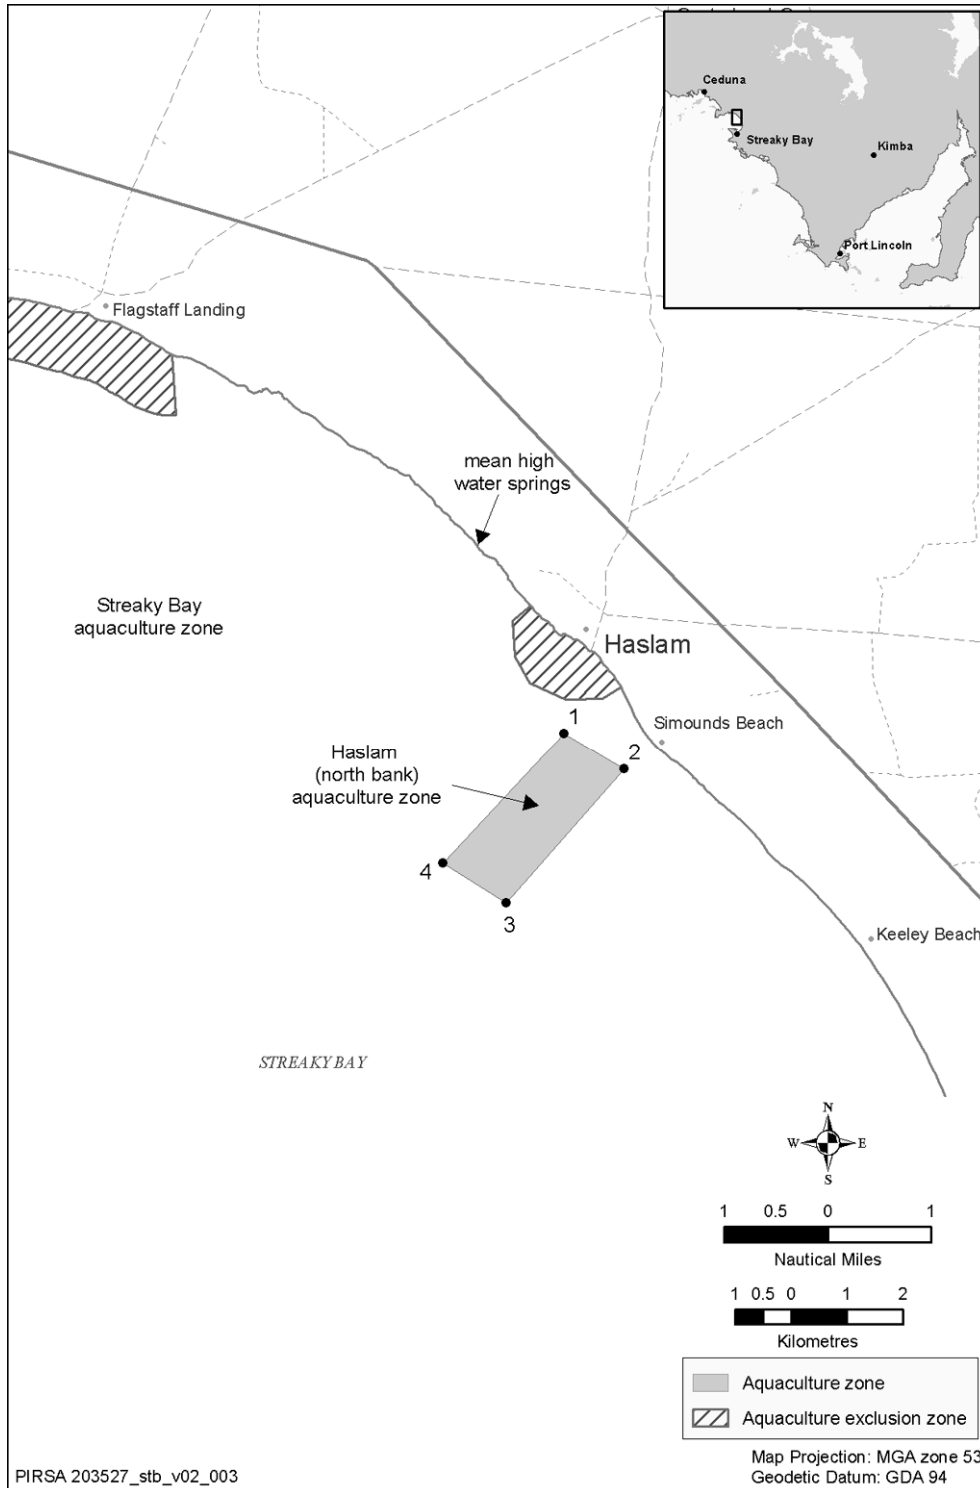 Ceduna
Streaky Bay
Kimba
Port Lincoln
Flagstaff Landing
mean high
water springs
Streaky Bay
aquaculture zone
Haslam
1
Simounds Beach
2
Haslam
(north bank)
aquaculture zone
4
3
Keeley Beach
STREAKY BAY
N
W E
S
1 0.5 0 1
Nautical Miles
1 0.5 0 1 2
Kilometres
Aquaculture zone
Aquaculture exclusion zone
Map Projection: MGA zone 53
Geodetic Datum: GDA 94
PIRSA 203527_stb_v02_003